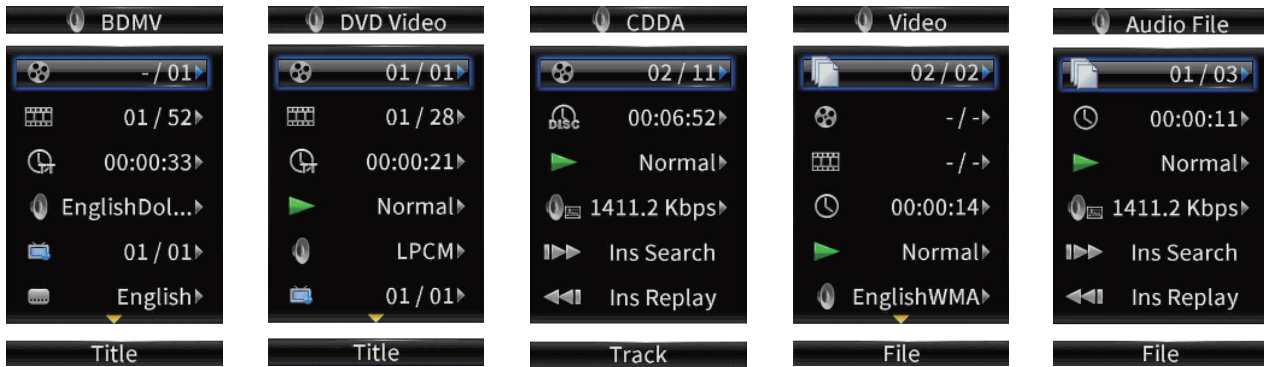 BDMV
- / 01
01 / 52
00:00:33
EnglishDol...
01 / 01
English
Title
DVD Video
01 / 01
01 / 28
00:00:21
Normal
LPCM
01 / 01
Title
CDDA
02 / 11
DISC 00:06:52
Normal
1411.2 Kbps
Ins Search
Ins Replay
Track
Video
02 / 02
- / -
- / -
00:00:14
Normal
EnglishWMA
File
Audio File
01 / 03
00:00:11
Normal
1411.2 Kbps
Ins Search
Ins Replay
File